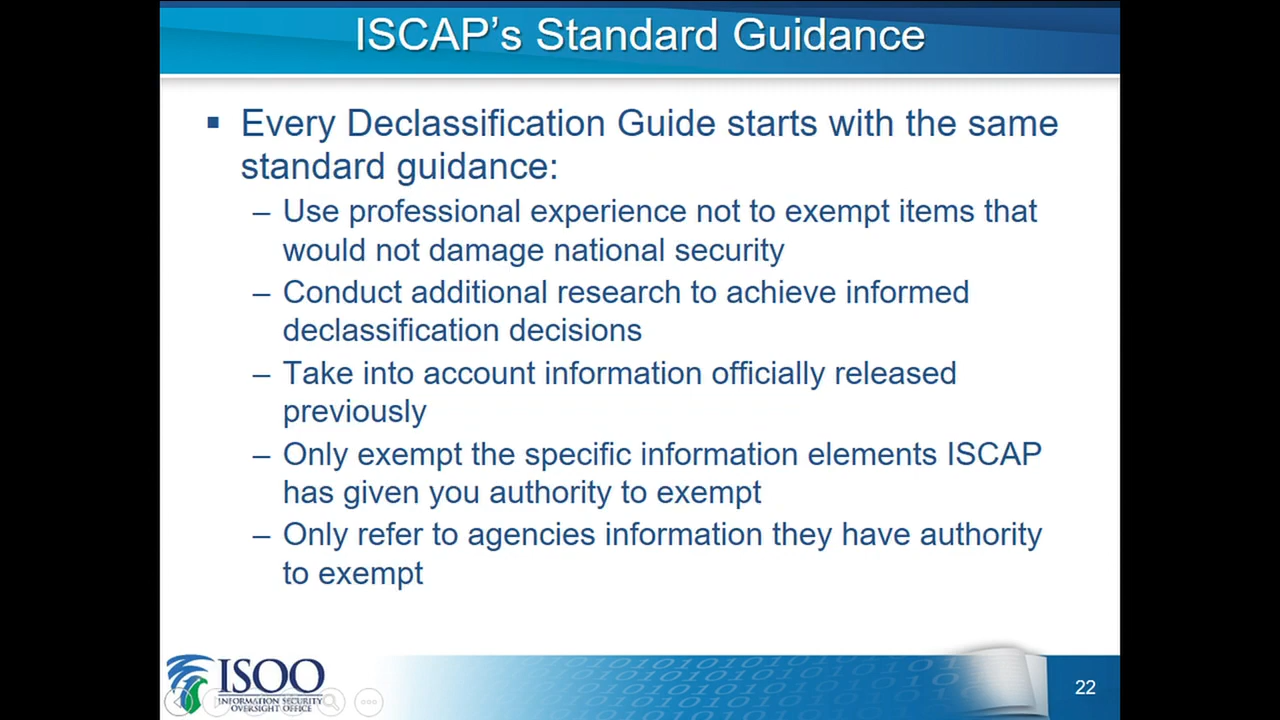 ISCAP’s Standard Guidance
▪ Every Declassification Guide starts with the same
standard guidance:
– Use professional experience not to exempt items that
would not damage national security
– Conduct additional research to achieve informed
declassification decisions
– Take into account information officially released
previously
– Only exempt the specific information elements ISCAP
has given you authority to exempt
– Only refer to agencies information they have authority
to exempt
ISOO
INFORMATION SECURITY
OVERSIGHT OFFICE
22